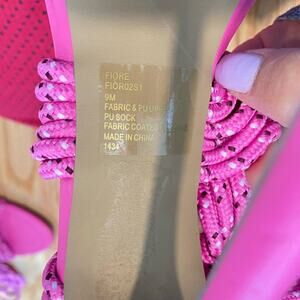 FIORE
FIOR02S1
9M
FABRIC & PU UPPER
PU SOCK
FABRIC COATED
MADE IN CHINA
1434